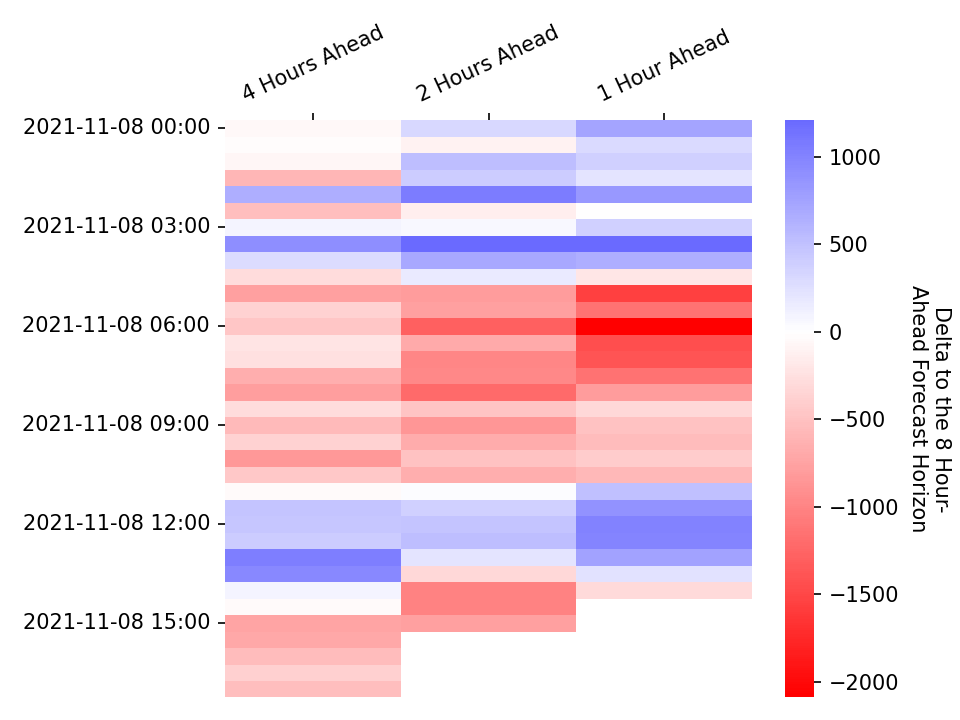 4 Hours Ahead
2 Hours Ahead
1 Hour Ahead
2021-11-08 00:00
2021-11-08 03:00
2021-11-08 06:00
2021-11-08 09:00
2021-11-08 12:00
2021-11-08 15:00
1000
500
0
−500
−1000
−1500
−2000
Delta to the 8 Hour-
Ahead Forecast Horizon